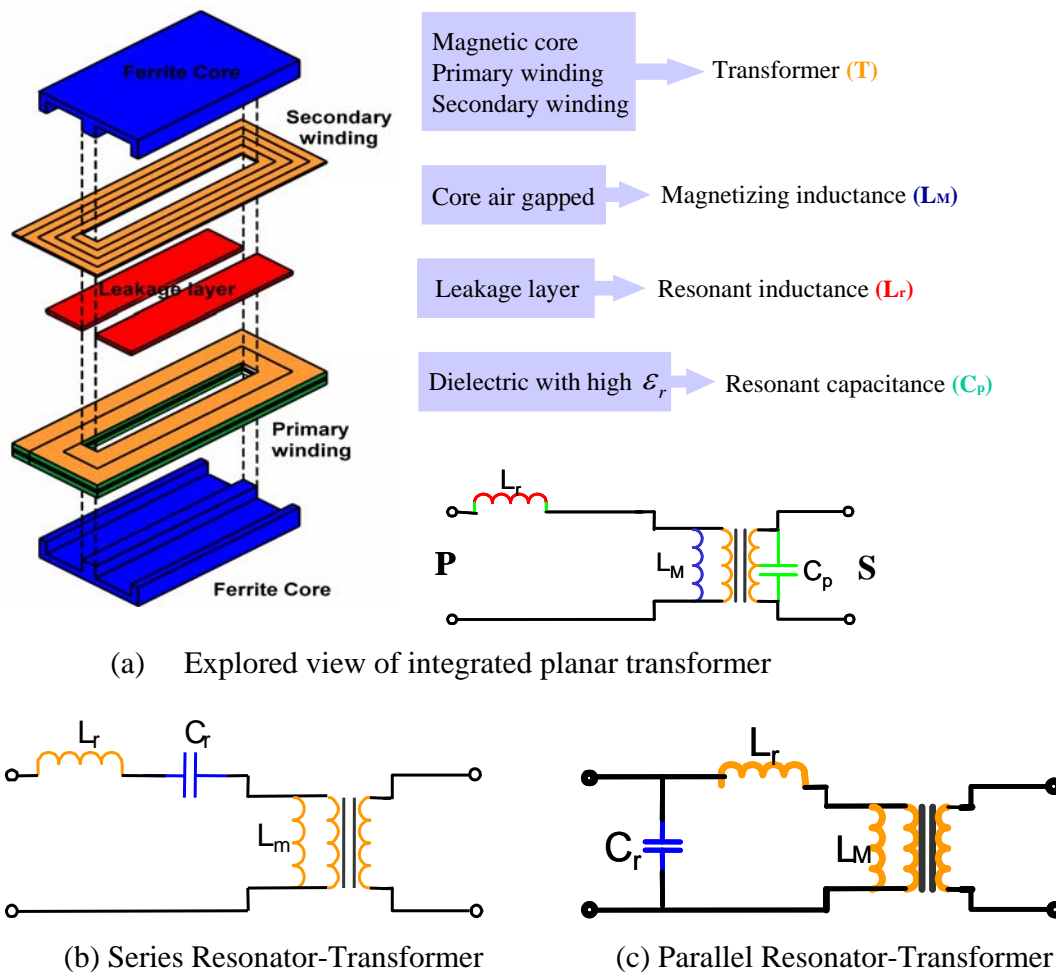 Ferrite Core
Secondary
winding
Leakage layer
Primary
winding
Ferrite Core
Magnetic core
Primary winding
Secondary winding
Transformer (T)
Core air gapped
Magnetizing inductance (LM)
Leakage layer
Resonant inductance (Lr)
Dielectric with high εr
Resonant capacitance (Cp)
Lr
P
LM
Cp
S
(a) Explored view of integrated planar transformer
Lr
Cr
Lm
Lr
Cr
LM
(b) Series Resonator-Transformer
(c) Parallel Resonator-Transformer